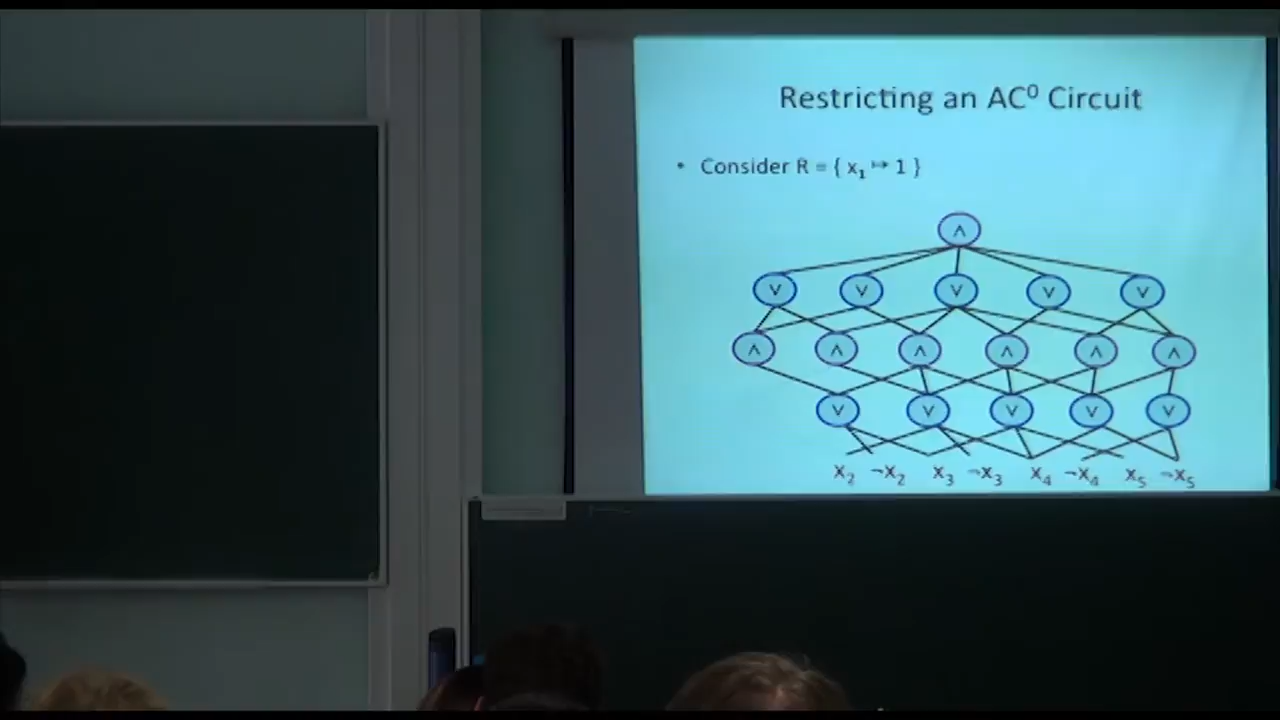 Restricting an AC⁰ Circuit
• Consider R = { x₁ ↦ 1 }
∧
∨ ∨ ∨ ∨ ∨
∧ ∧ ∧ ∧ ∧ ∧
∨ ∨ ∨ ∨ ∨
x₂ ¬x₂ x₃ ¬x₃ x₄ ¬x₄ x₅ ¬x₅